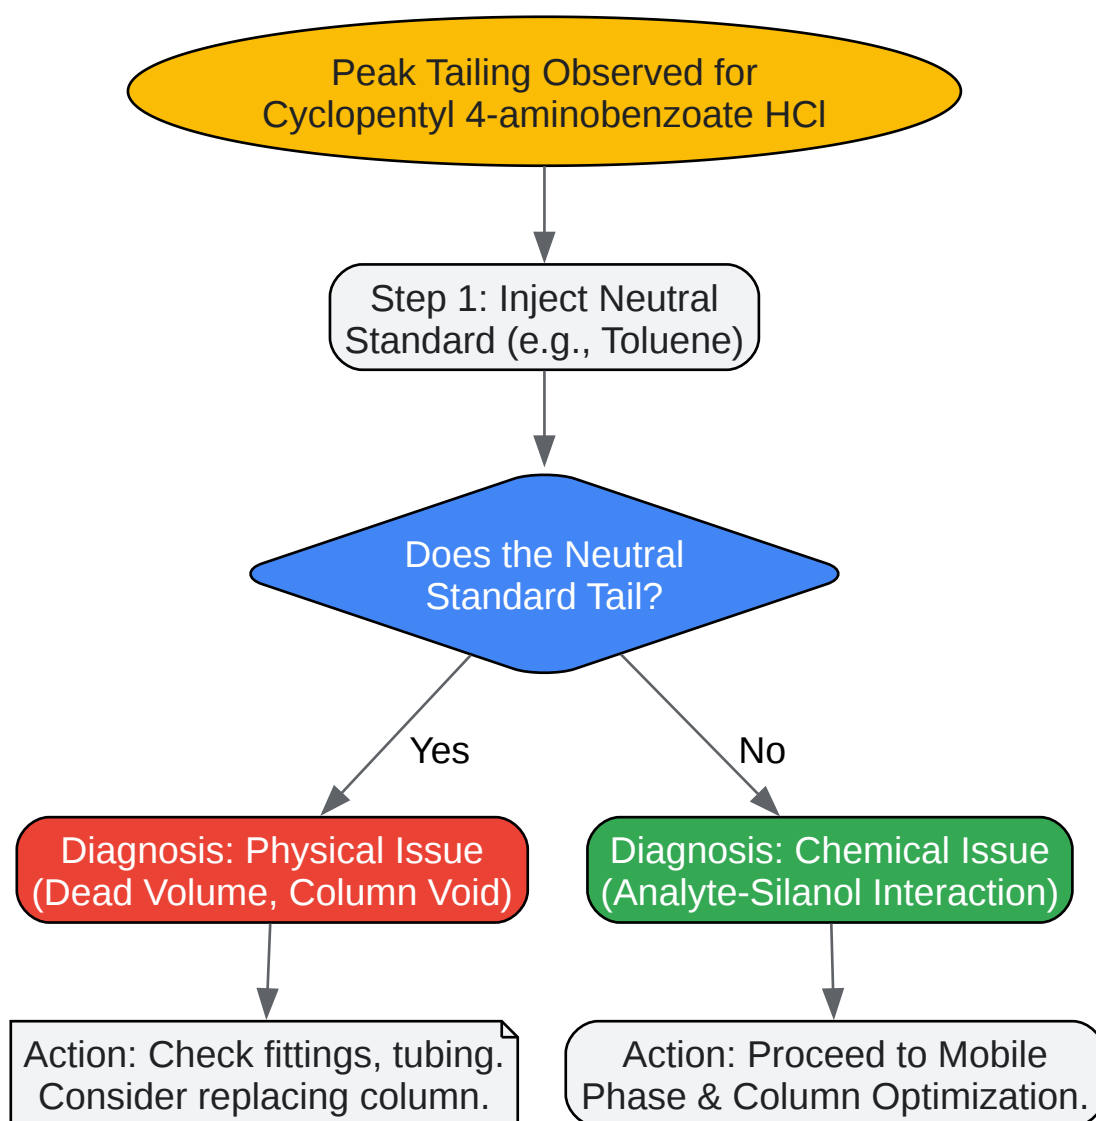 Peak Tailing Observed for
Cyclopentyl 4-aminobenzoate HCl
Step 1: Inject Neutral
Standard (e.g., Toluene)
Does the Neutral
Standard Tail?
Yes
No
Diagnosis: Physical Issue
(Dead Volume, Column Void)
Diagnosis: Chemical Issue
(Analyte-Silanol Interaction)
Action: Check fittings, tubing.
Consider replacing column.
Action: Proceed to Mobile
Phase & Column Optimization.